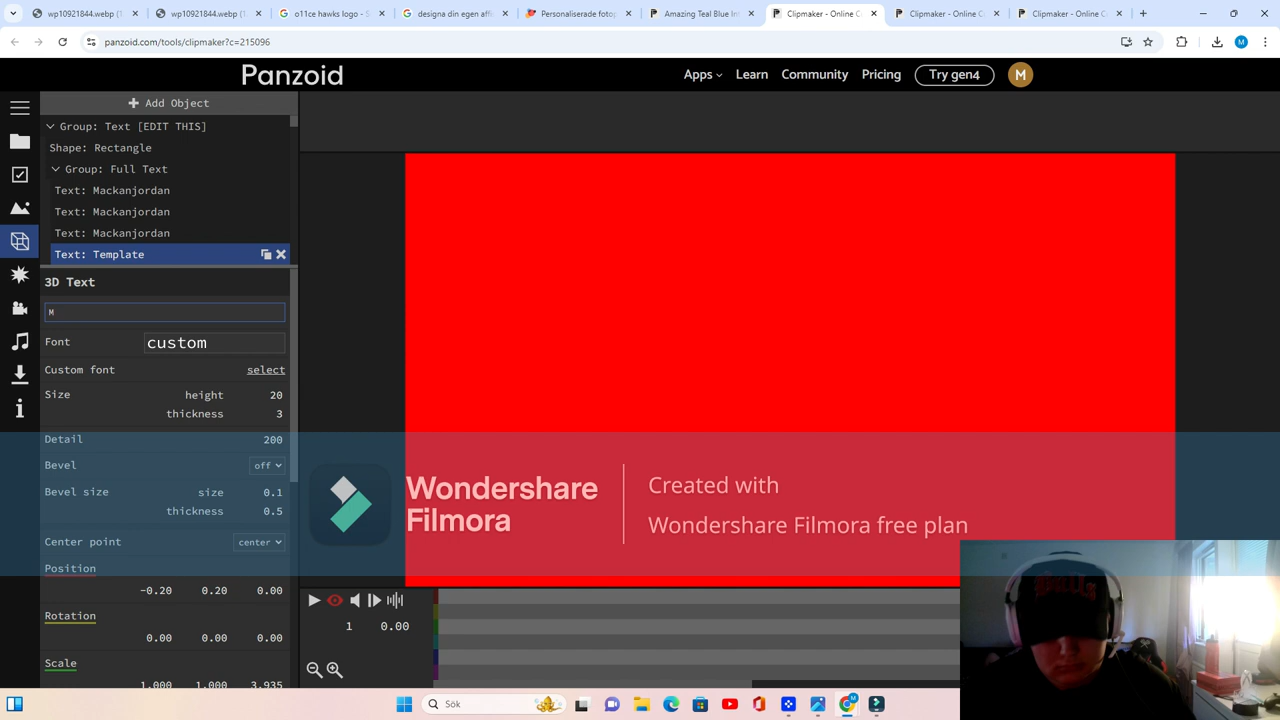 wp10921844.webp (
wp10921844.webp (
o11ce hawks logo - S
designa din egen affi
Personaliserade fotop
Amazing Teal Blue Int
Clipmaker - Online C
Clipmaker - Online C
Clipmaker - Online C
panzoid.com/tools/clipmaker?c=215096
M
Panzoid
Apps
Learn
Community
Pricing
Try gen4
M
Add Object
Group: Text [EDIT THIS]
Shape: Rectangle
Group: Full Text
Text: Mackanjordan
Text: Mackanjordan
Text: Mackanjordan
Text: Template
3D Text
M
Font custom
Custom font select
Size height 20
thickness 3
Detail 200
Bevel off
Bevel size size 0.1
thickness 0.5
Center point center
Position
-0.20 0.20 0.00
Rotation
0.00 0.00 0.00
Scale
1.000 1.000 3.935
Wondershare
Filmora
Created with
Wondershare Filmora free plan
1 0.00
Bulls
Sök